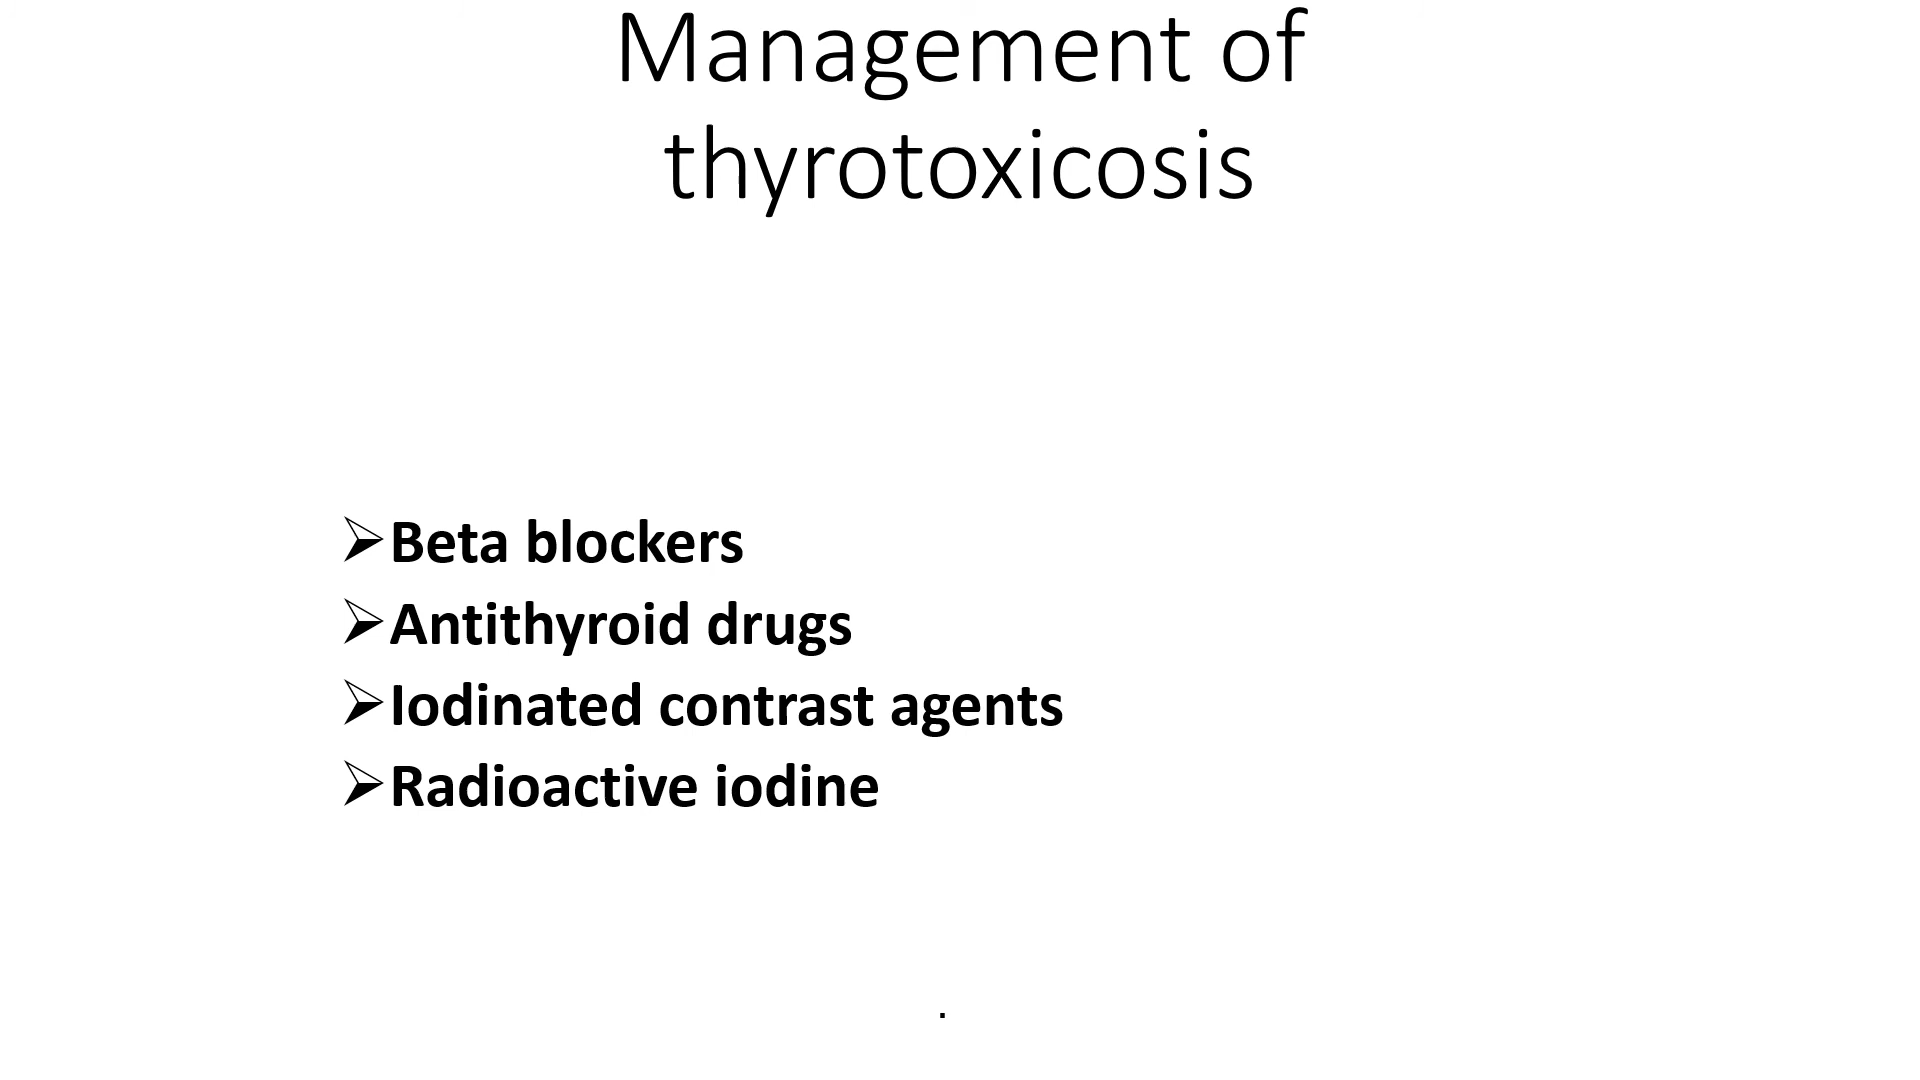 Management of
thyrotoxicosis
➢Beta blockers
➢Antithyroid drugs
➢Iodinated contrast agents
➢Radioactive iodine
.